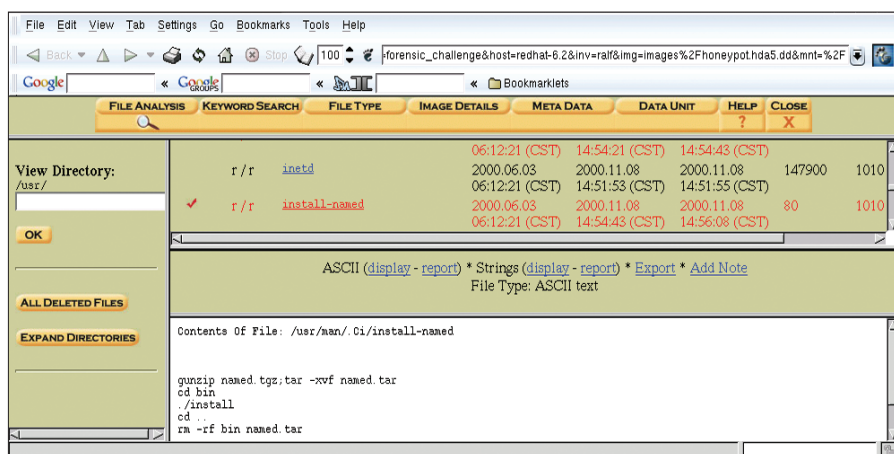 File Edit View Tab Settings Go Bookmarks Tools Help
Back Stop 100 forensic_challenge&host=redhat-6.2&inv=ralf&img=images%2Fhoneypot.hda5.dd&mnt=%2F
Google « Google GROUPS « « Bookmarklets
FILE ANALYSIS KEYWORD SEARCH FILE TYPE IMAGE DETAILS META DATA DATA UNIT HELP CLOSE
? X
View Directory:
/usr/
OK
ALL DELETED FILES
EXPAND DIRECTORIES
06:12:21 (CST) 14:54:21 (CST) 14:54:43 (CST)
r / r inetd 2000.06.03 2000.11.08 2000.11.08 147900 1010
06:12:21 (CST) 14:51:53 (CST) 14:51:55 (CST)
r / r install-named 2000.06.03 2000.11.08 2000.11.08 80 1010
06:12:21 (CST) 14:54:43 (CST) 14:56:08 (CST)
ASCII (display - report) * Strings (display - report) * Export * Add Note
File Type: ASCII text
Contents Of File: /usr/man/.Ci/install-named
gunzip named.tgz;tar -xvf named.tar
cd bin
./install
cd ..
rm -rf bin named.tar